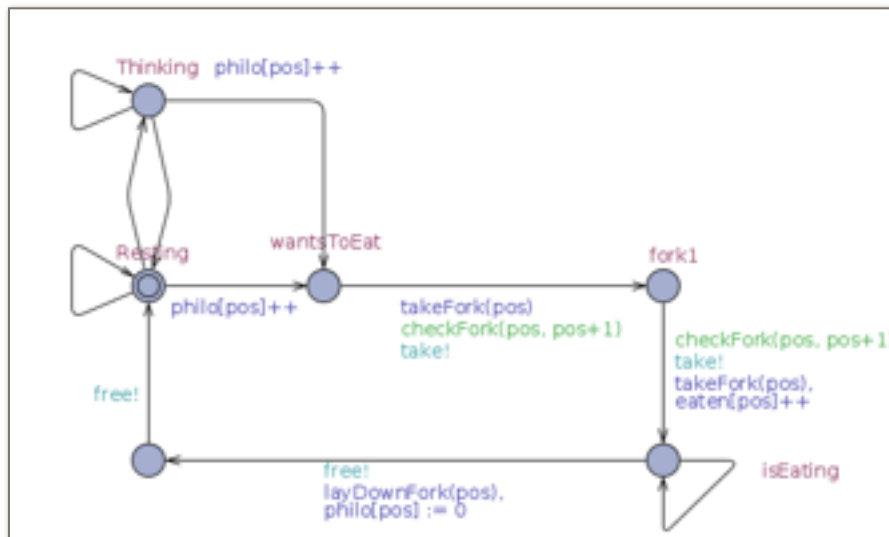 Thinking philo[pos]++
wantsToEat
Resting
fork1
philo[pos]++
takeFork(pos)
checkFork(pos, pos+1)
take!
checkFork(pos, pos+1)
take!
takeFork(pos),
eaten[pos]++
free!
isEating
free!
layDownFork(pos),
philo[pos] := 0